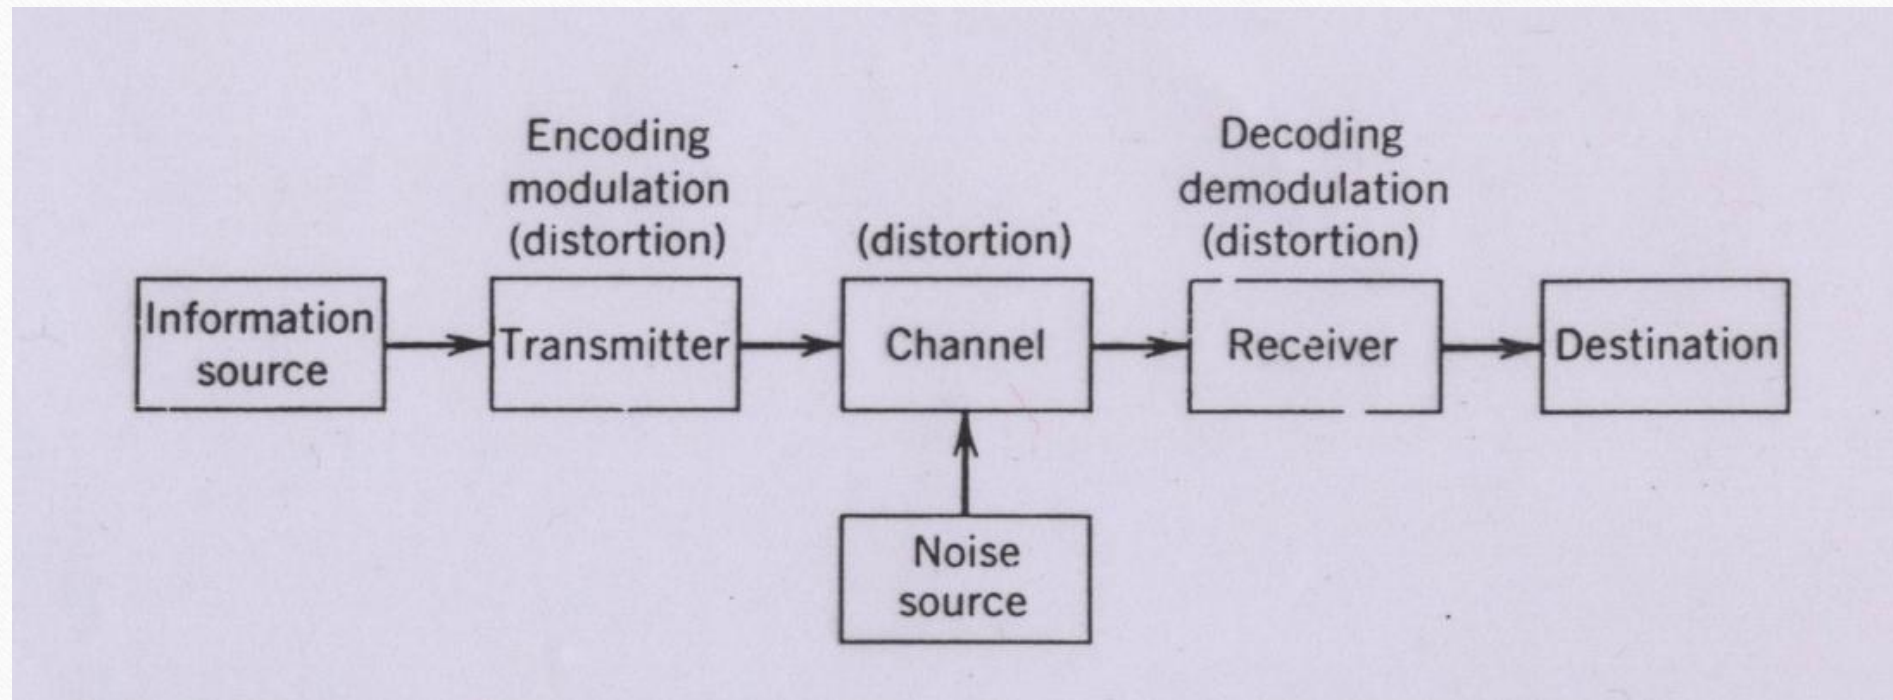 Encoding
modulation
(distortion)
(distortion)
Decoding
demodulation
(distortion)
Information
source
Transmitter
Channel
Receiver
Destination
Noise
source